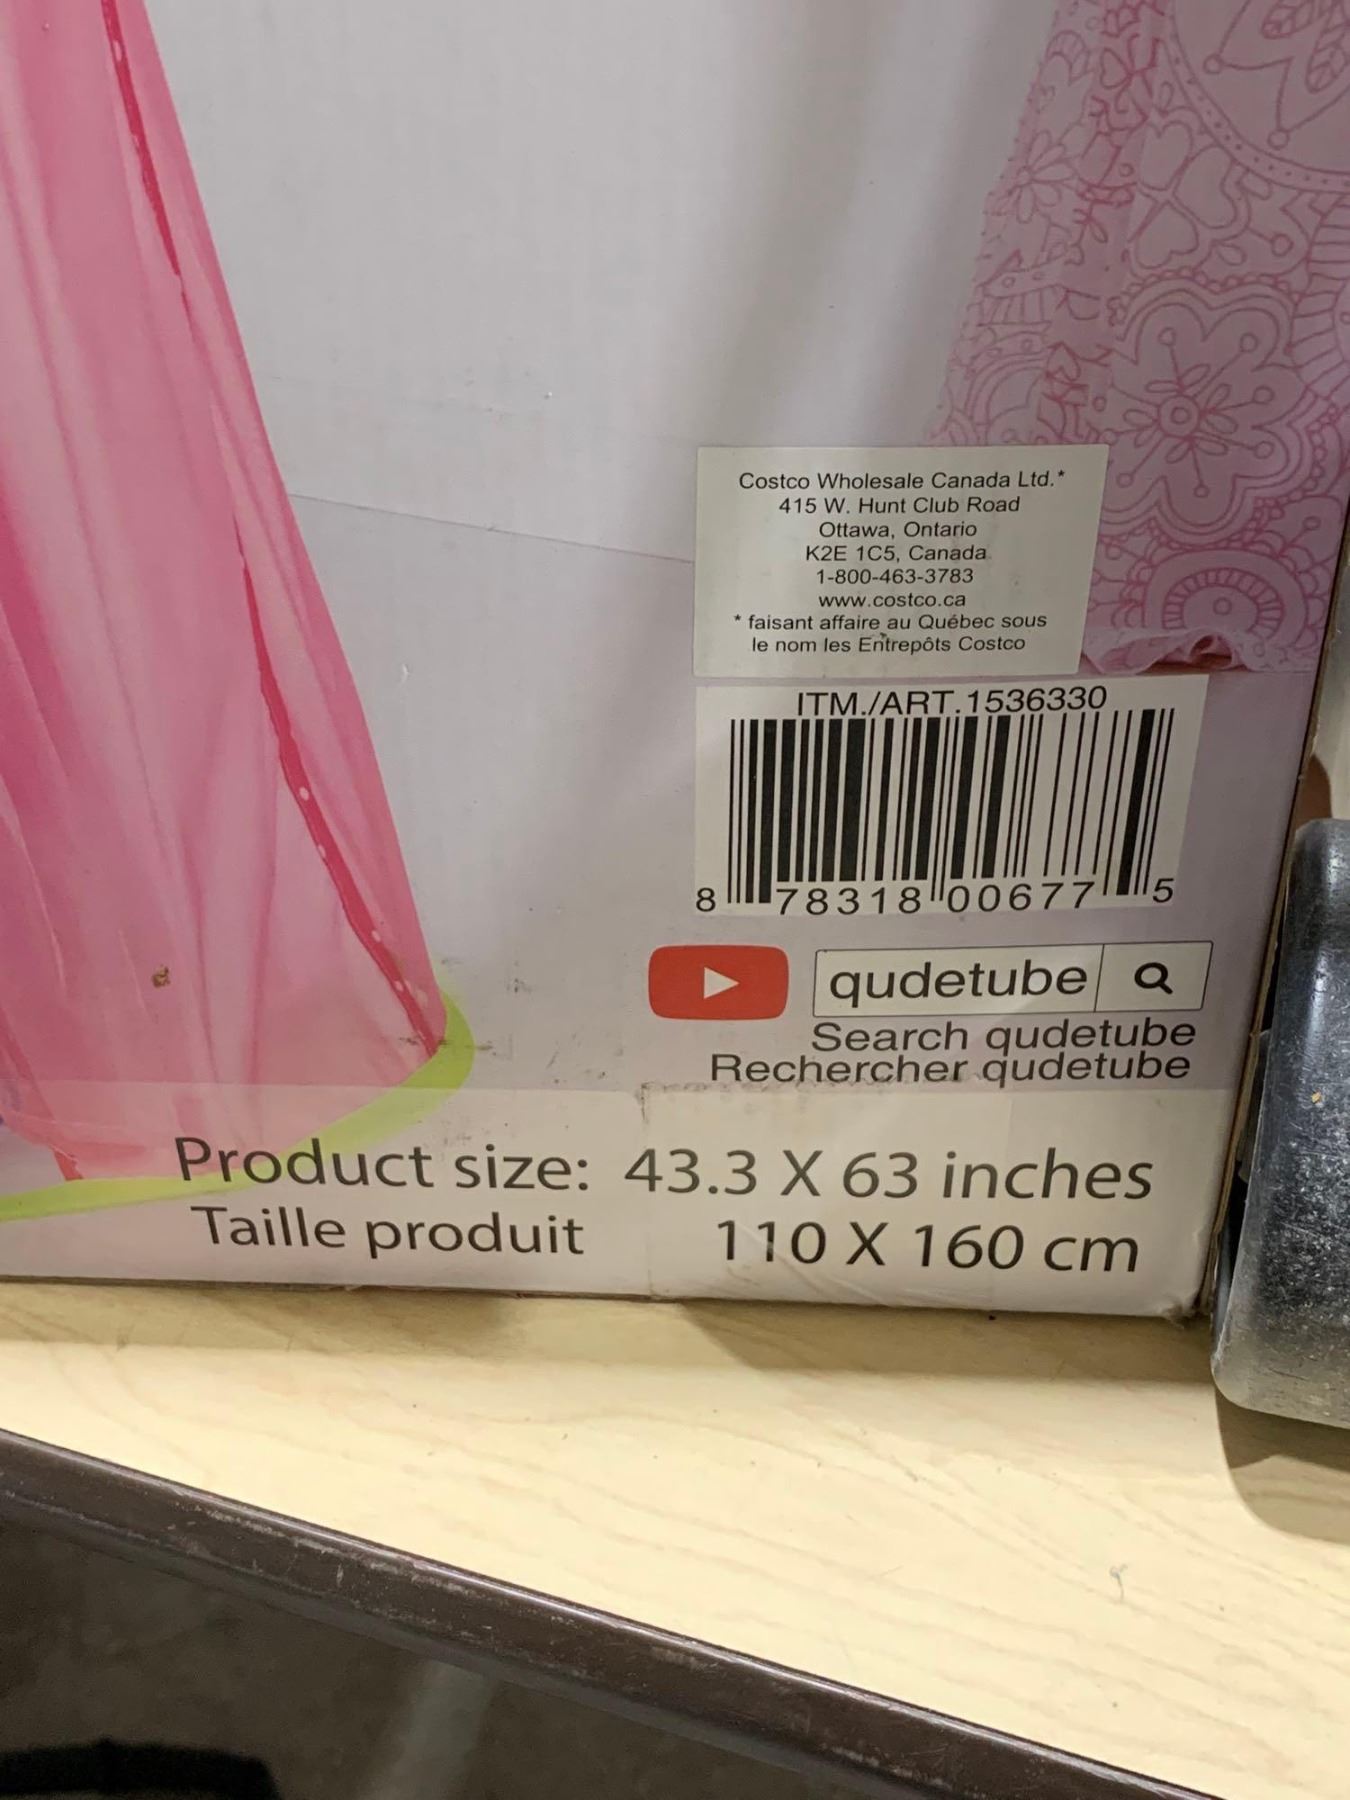 Costco Wholesale Canada Ltd.*
415 W. Hunt Club Road
Ottawa, Ontario
K2E 1C5, Canada
1-800-463-3783
www.costco.ca
* faisant affaire au Québec sous
le nom les Entrepôts Costco
ITM./ART.1536330
8 78318 00677 5
qudetube
Search qudetube
Rechercher qudetube
Product size: 43.3 X 63 inches
Taille produit 110 X 160 cm